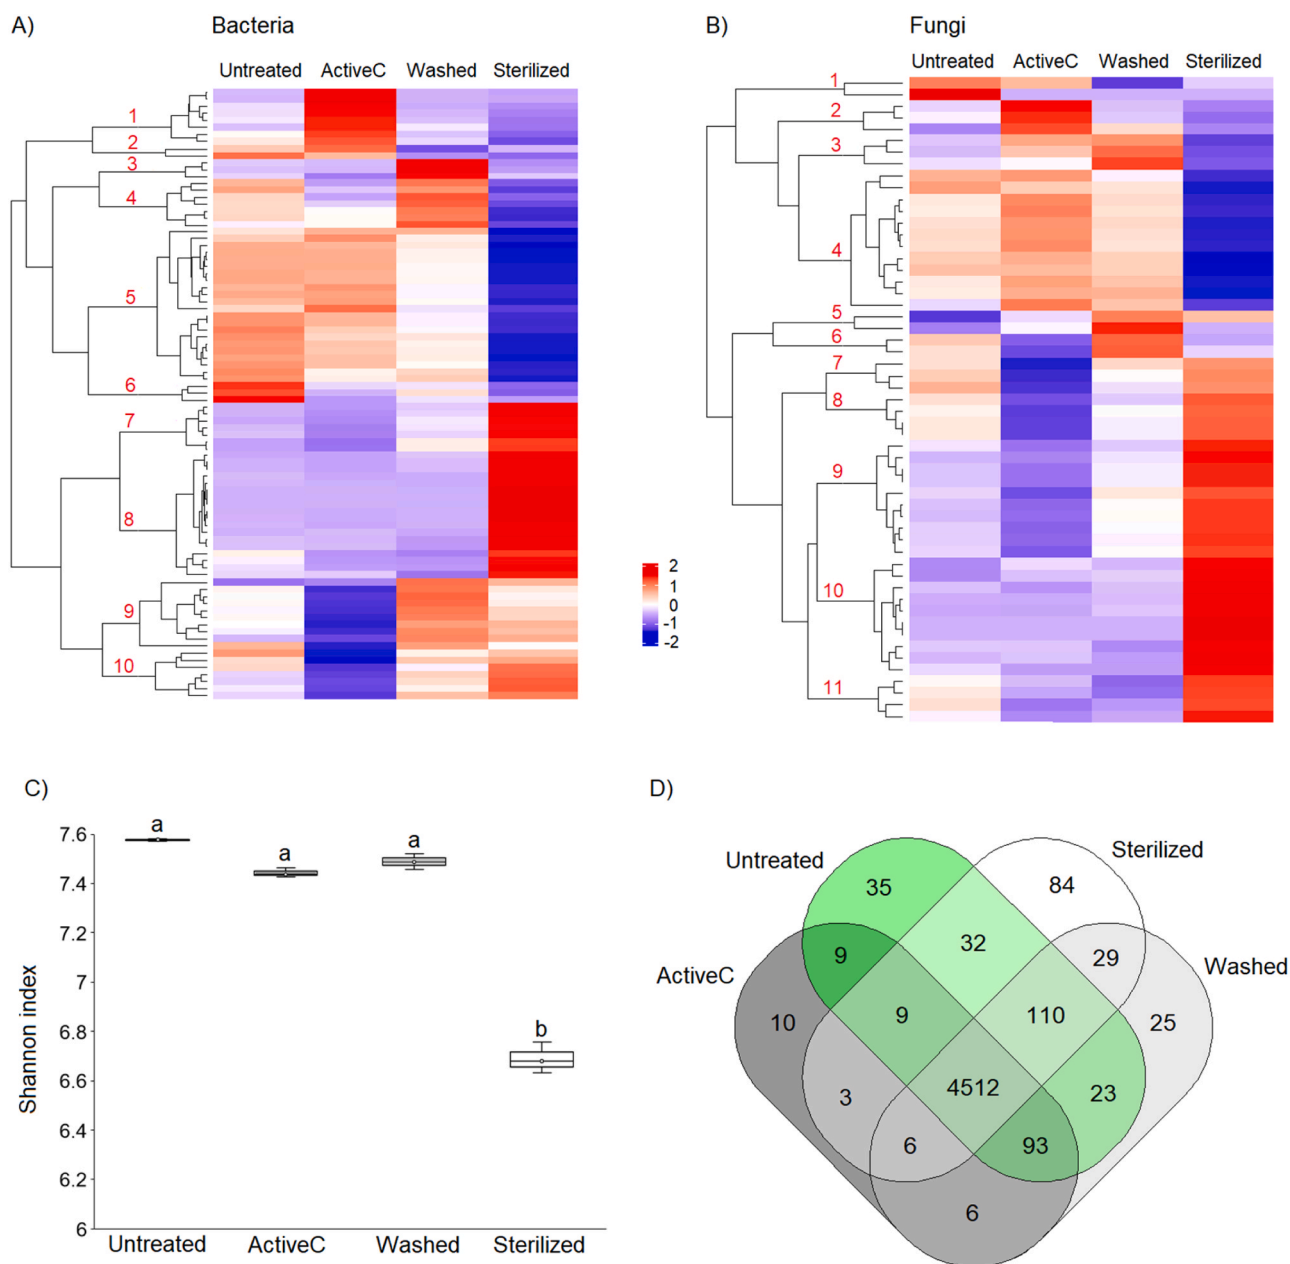 A) Bacteria
Untreated ActiveC Washed Sterilized
1
2
3
4
5
6
7
8
9
10
B) Fungi
Untreated ActiveC Washed Sterilized
1
2
3
4
5
6
7
8
9
10
11
2
1
0
-1
-2
C)
Shannon index
7.6
7.4
7.2
7
6.8
6.6
6.4
6.2
6
a
a
a
b
Untreated ActiveC Washed Sterilized
D)
Untreated Sterilized
ActiveC Washed
35 84
9 32 29
10 9 110 25
3 4512 23
6 93
6